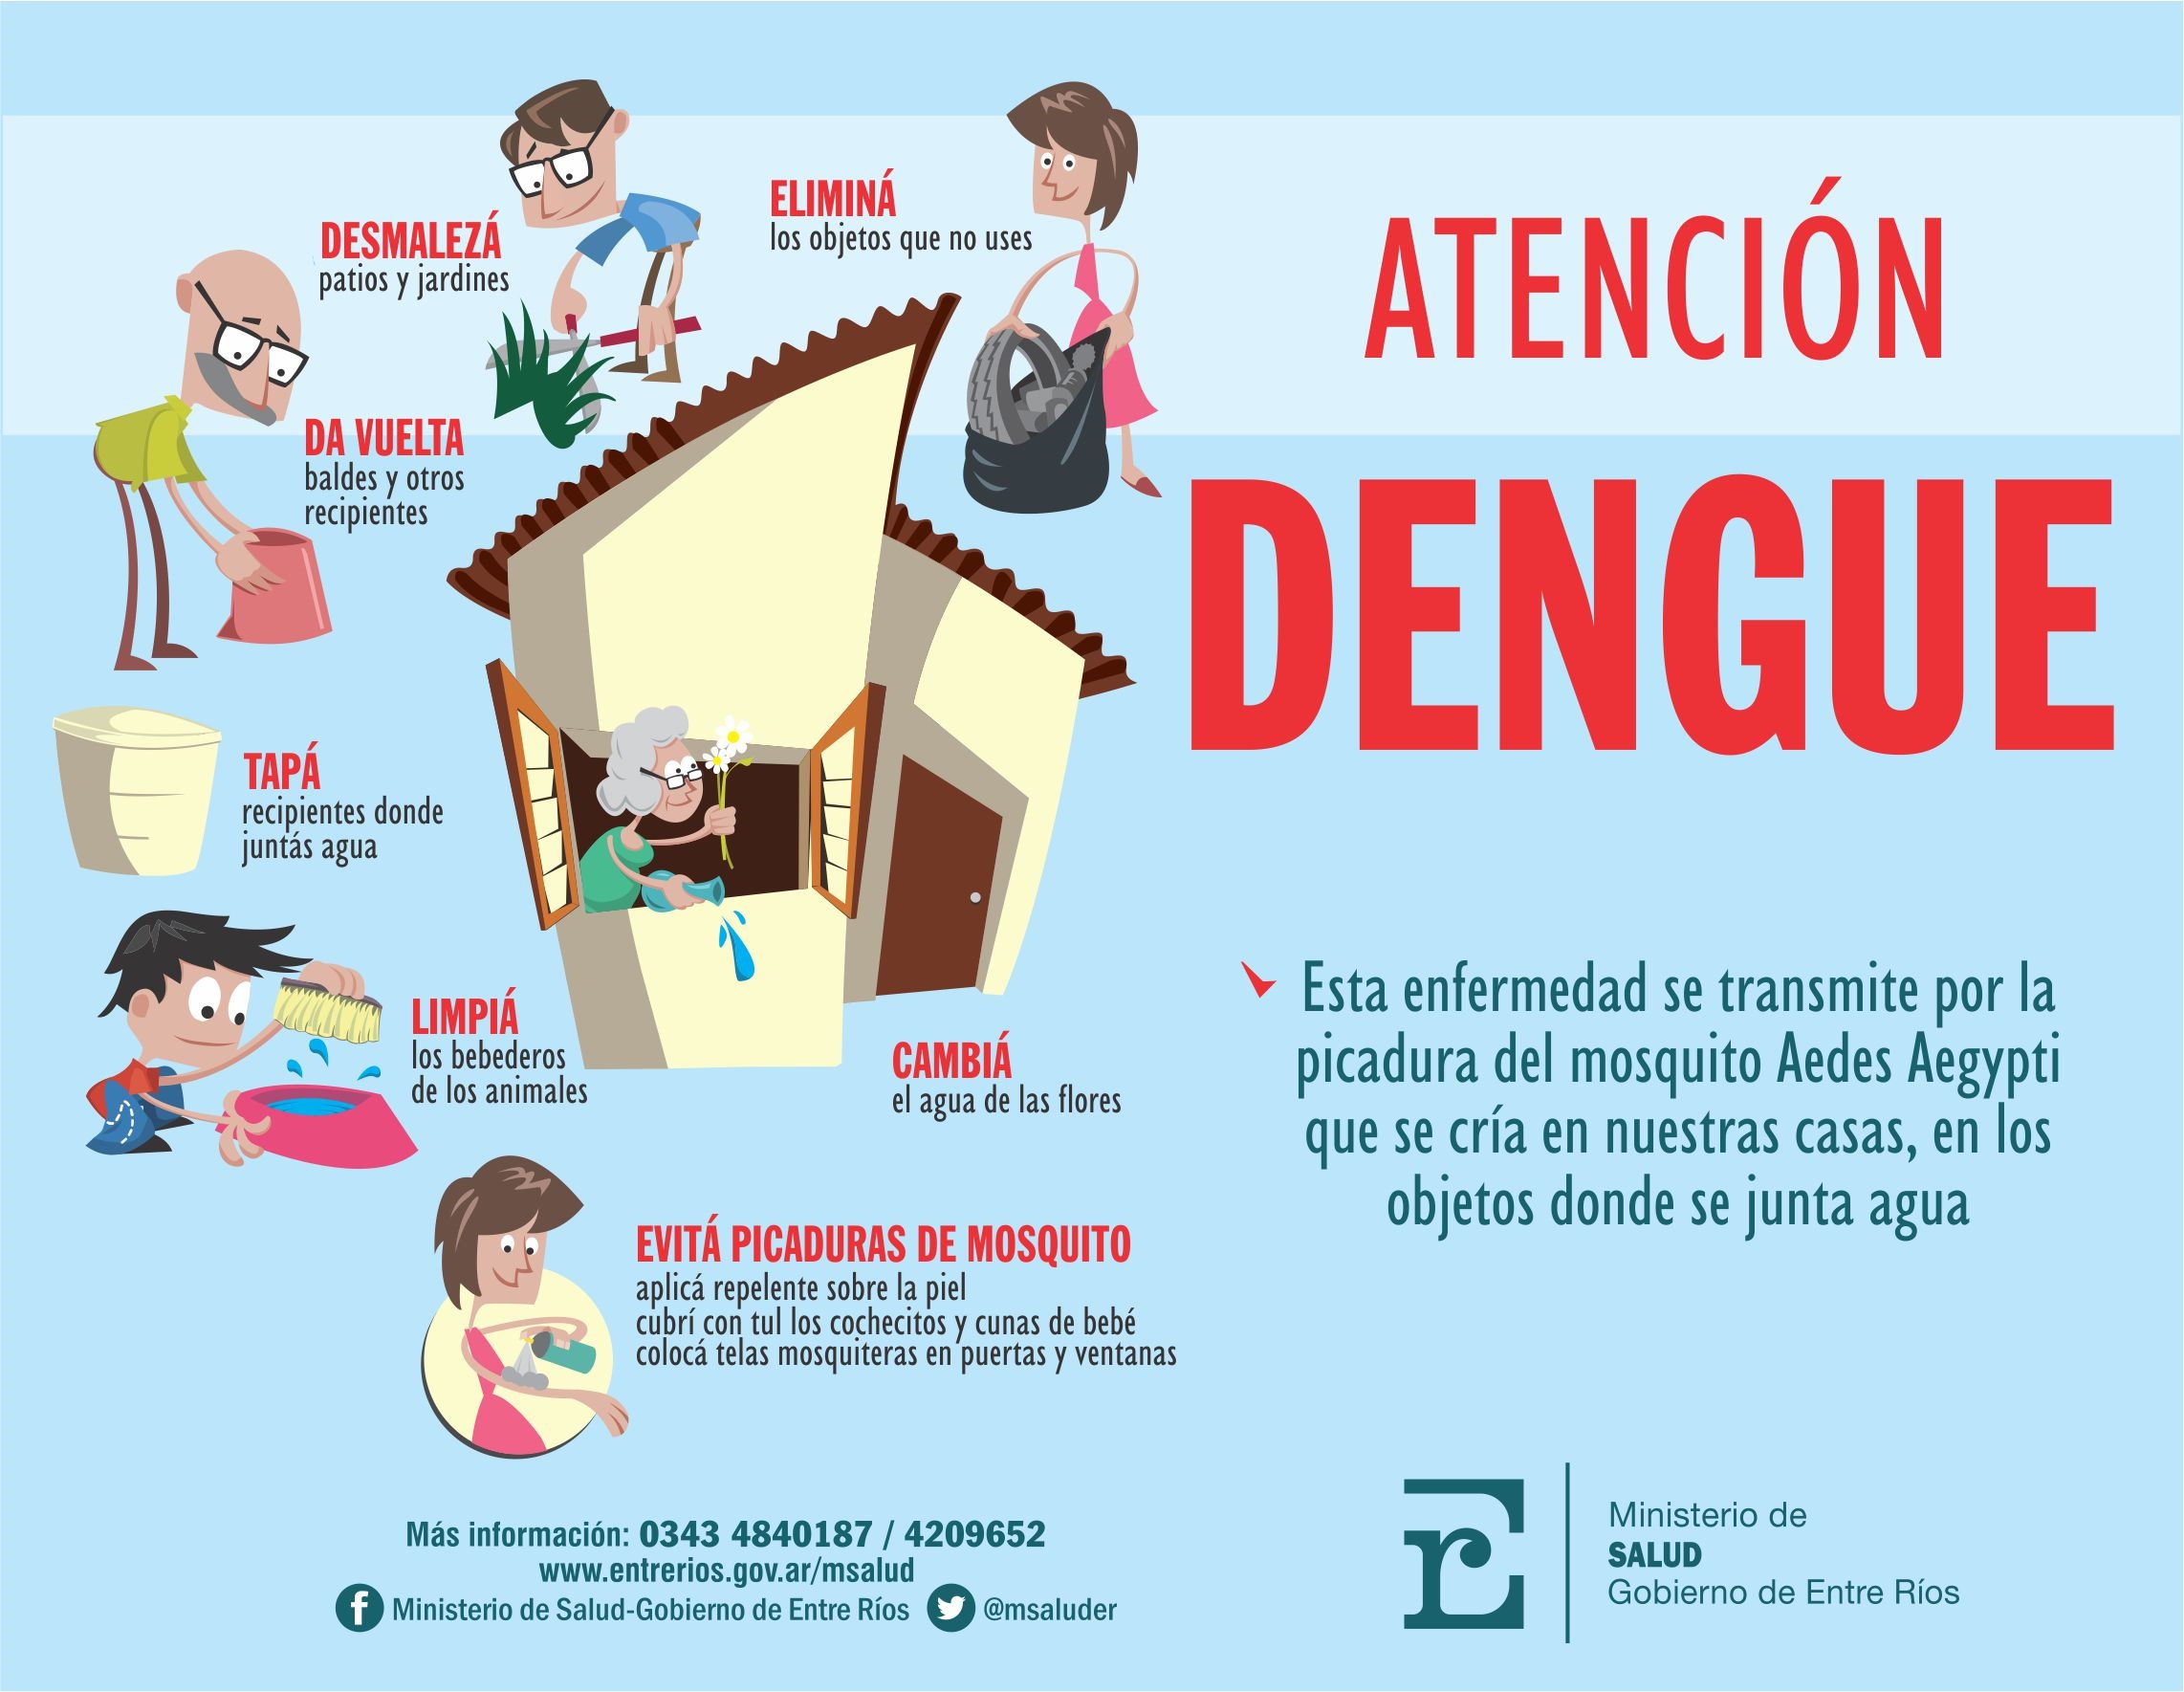 ATENCIÓN
DENGUE
DESMALEZÁ
patios y jardines
ELIMINÁ
los objetos que no uses
DA VUELTA
baldes y otros
recipientes
TAPÁ
recipientes donde
juntás agua
LIMPIÁ
los bebederos
de los animales
CAMBIÁ
el agua de las flores
EVITÁ PICADURAS DE MOSQUITO
aplicá repelente sobre la piel
cubrí con tul los cochecitos y cunas de bebé
colocá telas mosquiteras en puertas y ventanas
Esta enfermedad se transmite por la
picadura del mosquito Aedes Aegypti
que se cría en nuestras casas, en los
objetos donde se junta agua
Más información: 0343 4840187 / 4209652
www.entrerios.gov.ar/msalud
Ministerio de Salud-Gobierno de Entre Ríos @msaluder
Ministerio de
SALUD
Gobierno de Entre Ríos